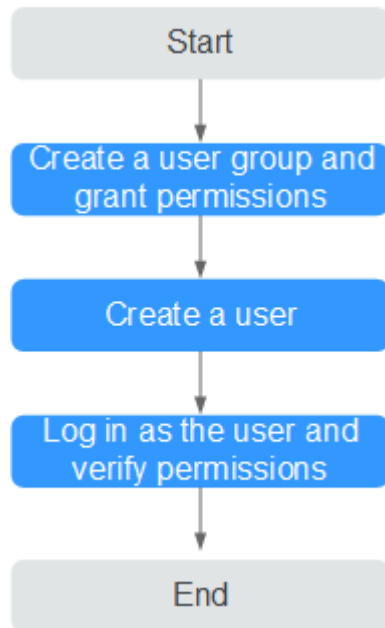 Start
Create a user group and
grant permissions
Create a user
Log in as the user and
verify permissions
End